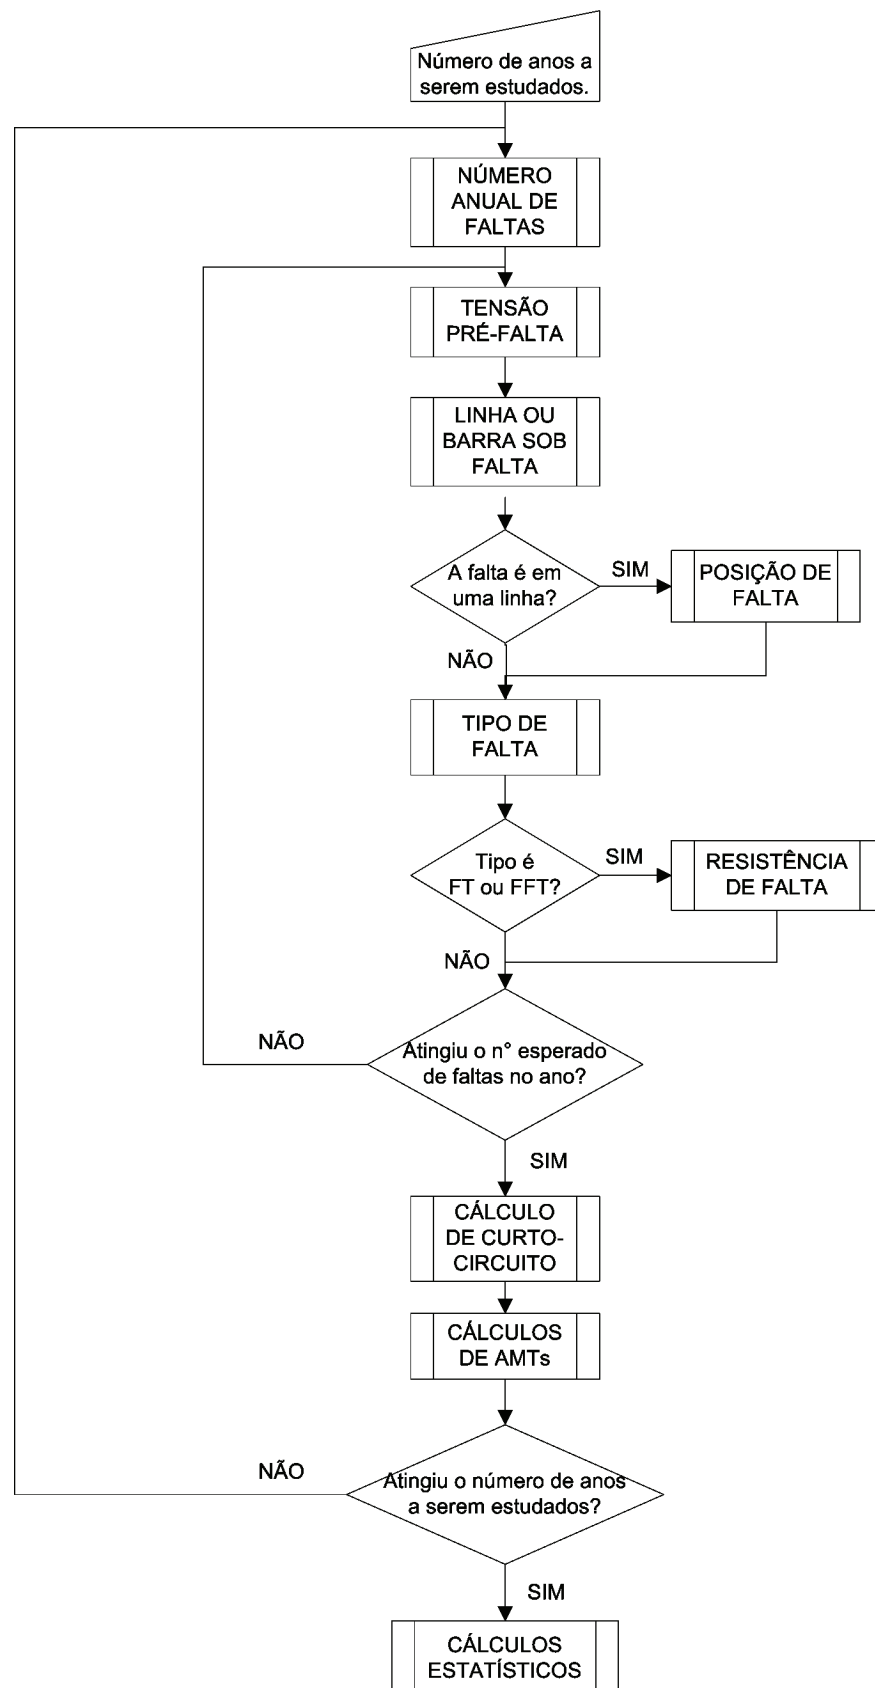 Número de anos a
serem estudados.
NÚMERO
ANUAL DE
FALTAS
TENSÃO
PRÉ-FALTA
LINHA OU
BARRA SOB
FALTA
A falta é em
uma linha?
SIM
POSIÇÃO DE
FALTA
NÃO
TIPO DE
FALTA
Tipo é
FT ou FFT?
SIM
RESISTÊNCIA
DE FALTA
NÃO
Atingiu o n° esperado
de faltas no ano?
NÃO
SIM
CÁLCULO
DE CURTO-
CIRCUITO
CÁLCULOS
DE AMTs
Atingiu o número de anos
a serem estudados?
NÃO
SIM
CÁLCULOS
ESTATÍSTICOS